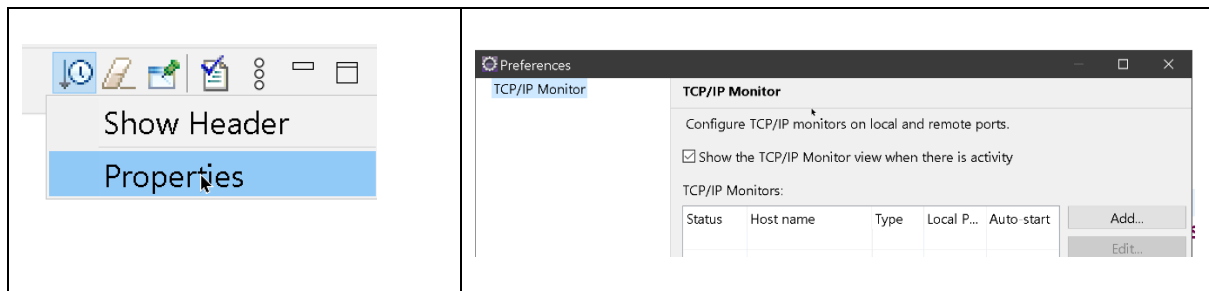 Show Header
Properties
Preferences
TCP/IP Monitor
TCP/IP Monitor
Configure TCP/IP monitors on local and remote ports.
Show the TCP/IP Monitor view when there is activity
TCP/IP Monitors:
Status Host name Type Local P... Auto-start Add...
Edit...